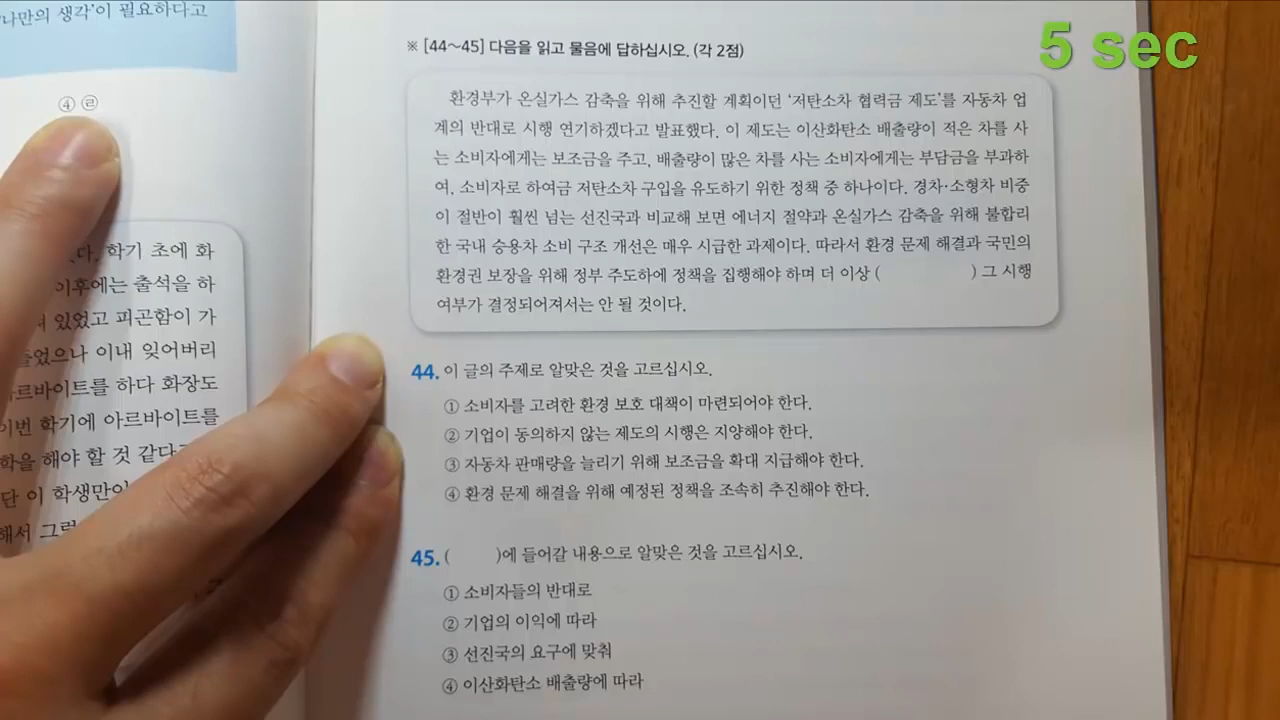 나만의 생각'이 필요하다고
④ ㉣
학기 초에 화
이후에는 출석을 하
있었고 피곤함이 가
들었으나 이내 잊어버리
아르바이트를 하다 화장도
이번 학기에 아르바이트를
학을 해야 할 것 같다
단 이 학생만이
해서 그런
5 sec
※ [44~45] 다음을 읽고 물음에 답하십시오. (각 2점)
환경부가 온실가스 감축을 위해 추진할 계획이던 '저탄소차 협력금 제도'를 자동차 업
계의 반대로 시행 연기하겠다고 발표했다. 이 제도는 이산화탄소 배출량이 적은 차를 사
는 소비자에게는 보조금을 주고, 배출량이 많은 차를 사는 소비자에게는 부담금을 부과하
여, 소비자로 하여금 저탄소차 구입을 유도하기 위한 정책 중 하나이다. 경차·소형차 비중
이 절반이 훨씬 넘는 선진국과 비교해 보면 에너지 절약과 온실가스 감축을 위해 불합리
한 국내 승용차 소비 구조 개선은 매우 시급한 과제이다. 따라서 환경 문제 해결과 국민의
환경권 보장을 위해 정부 주도하에 정책을 집행해야 하며 더 이상 ( ) 그 시행
여부가 결정되어져서는 안 될 것이다.
44. 이 글의 주제로 알맞은 것을 고르십시오.
① 소비자를 고려한 환경 보호 대책이 마련되어야 한다.
② 기업이 동의하지 않는 제도의 시행은 지양해야 한다.
③ 자동차 판매량을 늘리기 위해 보조금을 확대 지급해야 한다.
④ 환경 문제 해결을 위해 예정된 정책을 조속히 추진해야 한다.
45. ( )에 들어갈 내용으로 알맞은 것을 고르십시오.
① 소비자들의 반대로
② 기업의 이익에 따라
③ 선진국의 요구에 맞춰
④ 이산화탄소 배출량에 따라